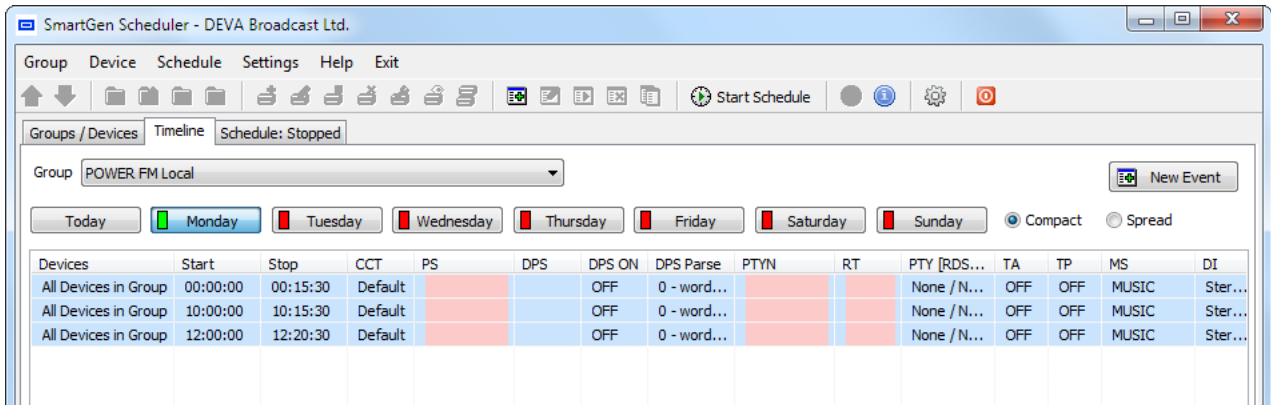 SmartGen Scheduler - DEVA Broadcast Ltd.
Group Device Schedule Settings Help Exit
Start Schedule
Groups / Devices Timeline Schedule: Stopped
Group POWER FM Local New Event
Today Monday Tuesday Wednesday Thursday Friday Saturday Sunday Compact Spread
Devices Start Stop CCT PS DPS DPS ON DPS Parse PTYN RT PTY [RDS... TA TP MS DI
All Devices in Group 00:00:00 00:15:30 Default OFF 0 - word... None / N... OFF OFF MUSIC Ster...
All Devices in Group 10:00:00 10:15:30 Default OFF 0 - word... None / N... OFF OFF MUSIC Ster...
All Devices in Group 12:00:00 12:20:30 Default OFF 0 - word... None / N... OFF OFF MUSIC Ster...